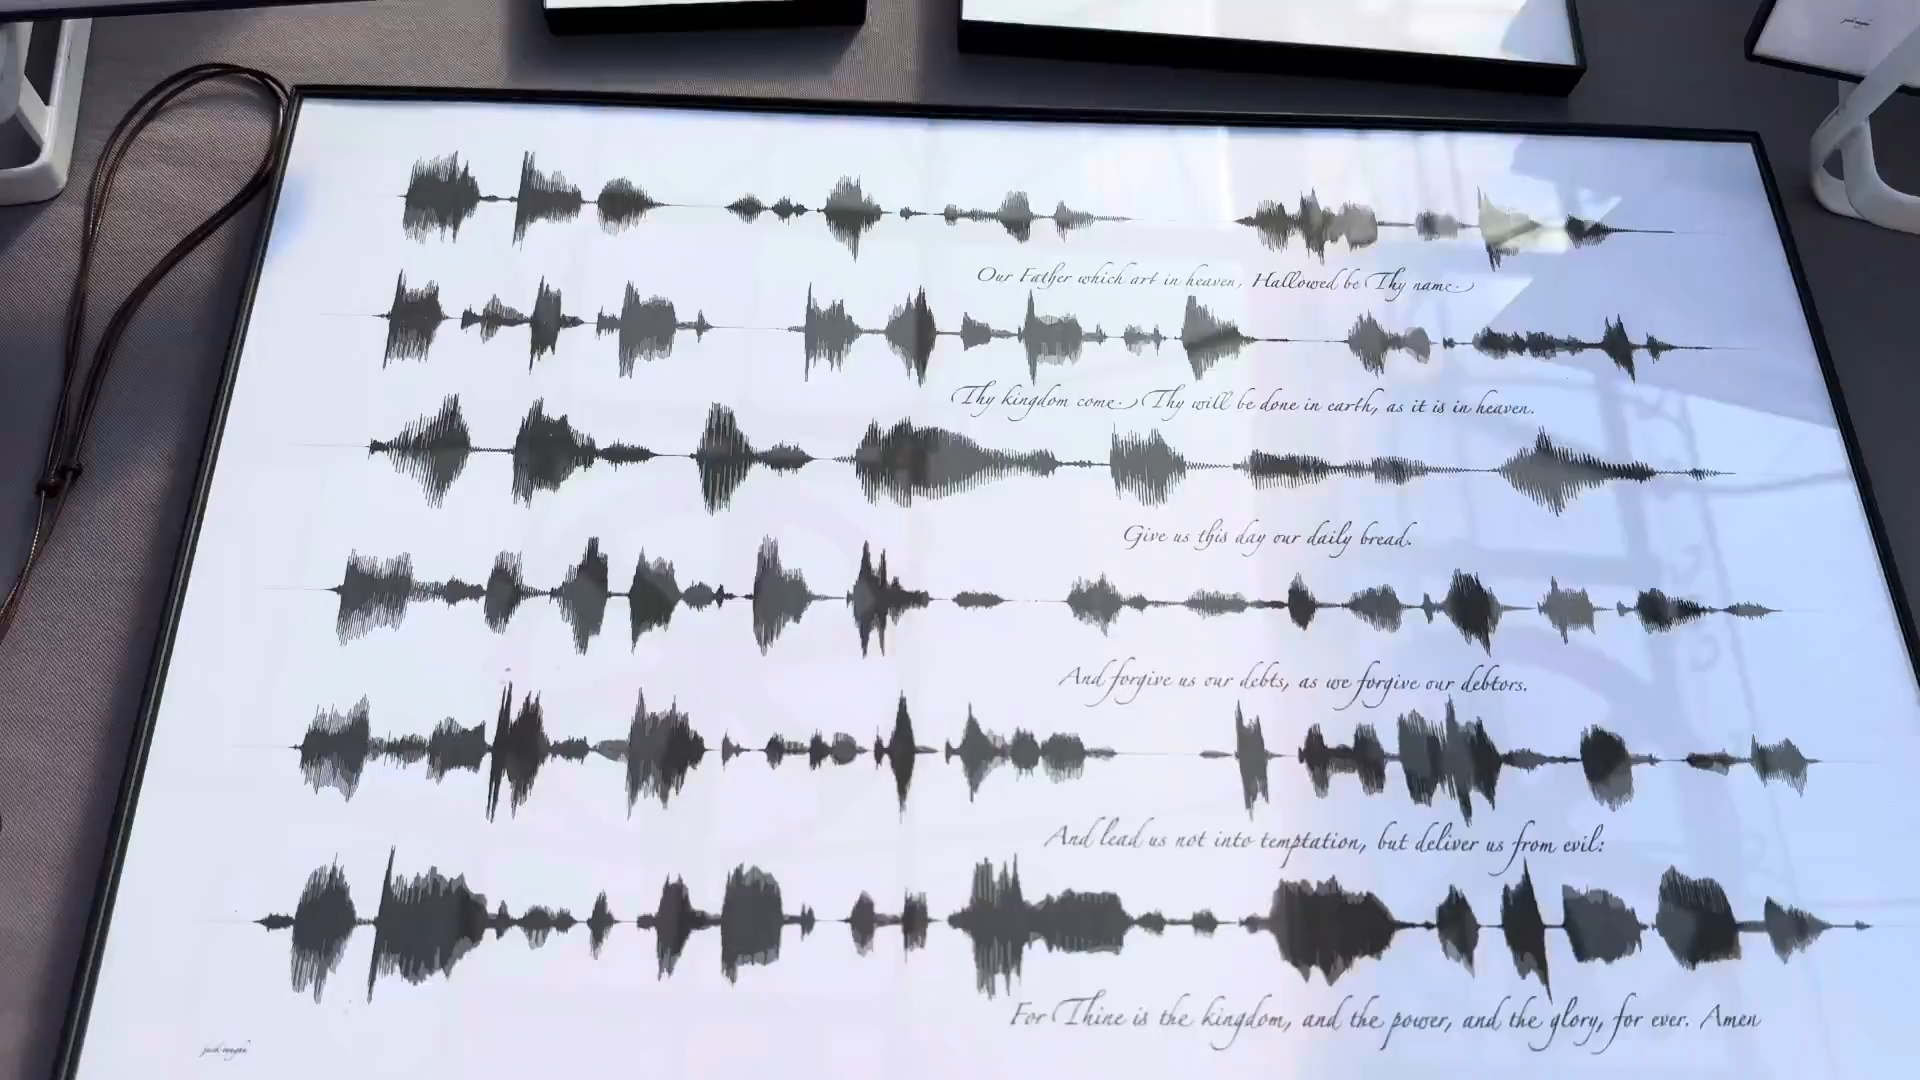 Our Father which art in heaven, Hallowed be Thy name.
Thy kingdom come. Thy will be done in earth, as it is in heaven.
Give us this day our daily bread.
And forgive us our debts, as we forgive our debtors.
And lead us not into temptation, but deliver us from evil:
For Thine is the kingdom, and the power, and the glory, for ever. Amen